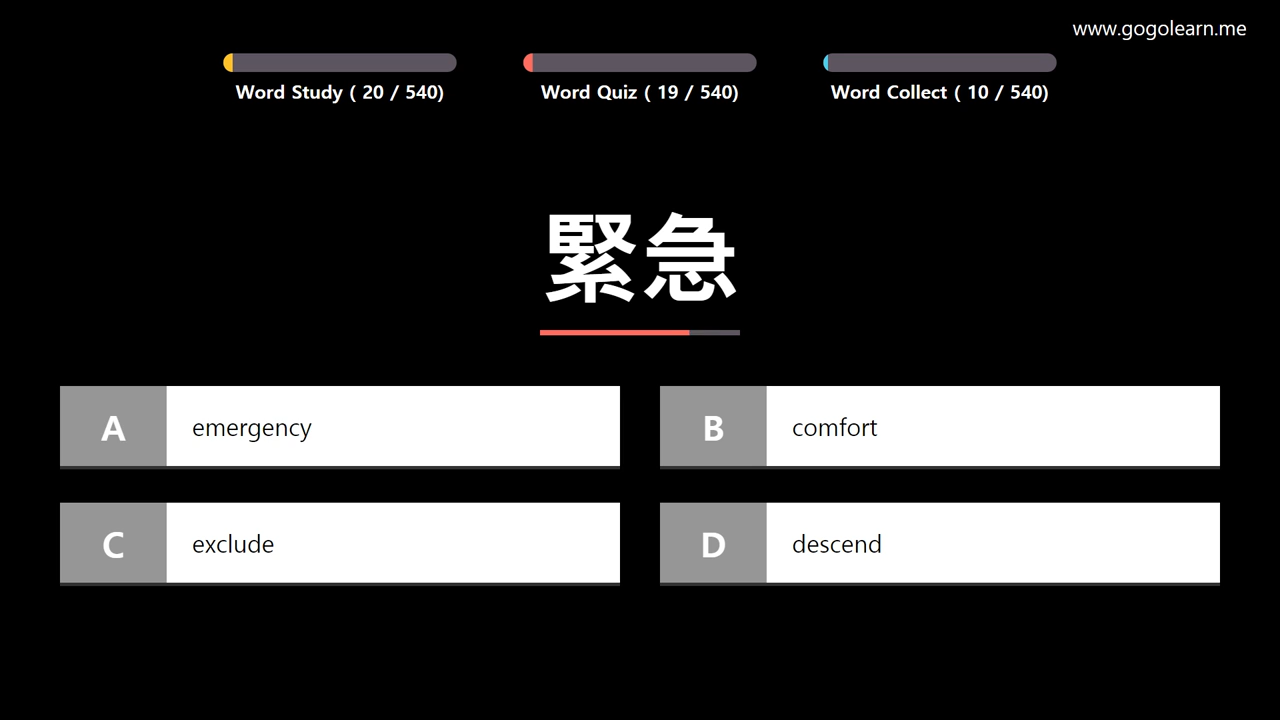 www.gogolearn.me
Word Study ( 20 / 540)
Word Quiz ( 19 / 540)
Word Collect ( 10 / 540)
緊急
A emergency
B comfort
C exclude
D descend